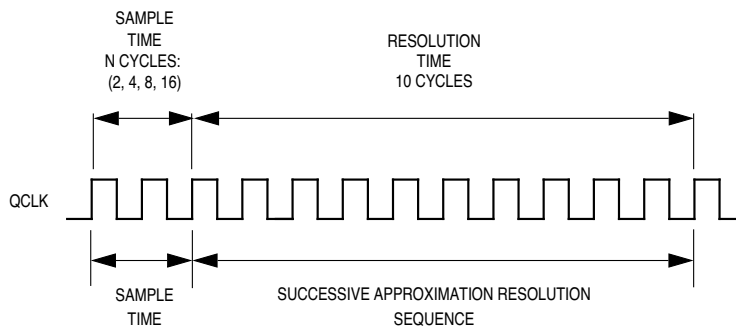 SAMPLE
TIME
N CYCLES:
(2, 4, 8, 16)
RESOLUTION
TIME
10 CYCLES
QCLK
SAMPLE
TIME
SUCCESSIVE APPROXIMATION RESOLUTION
SEQUENCE